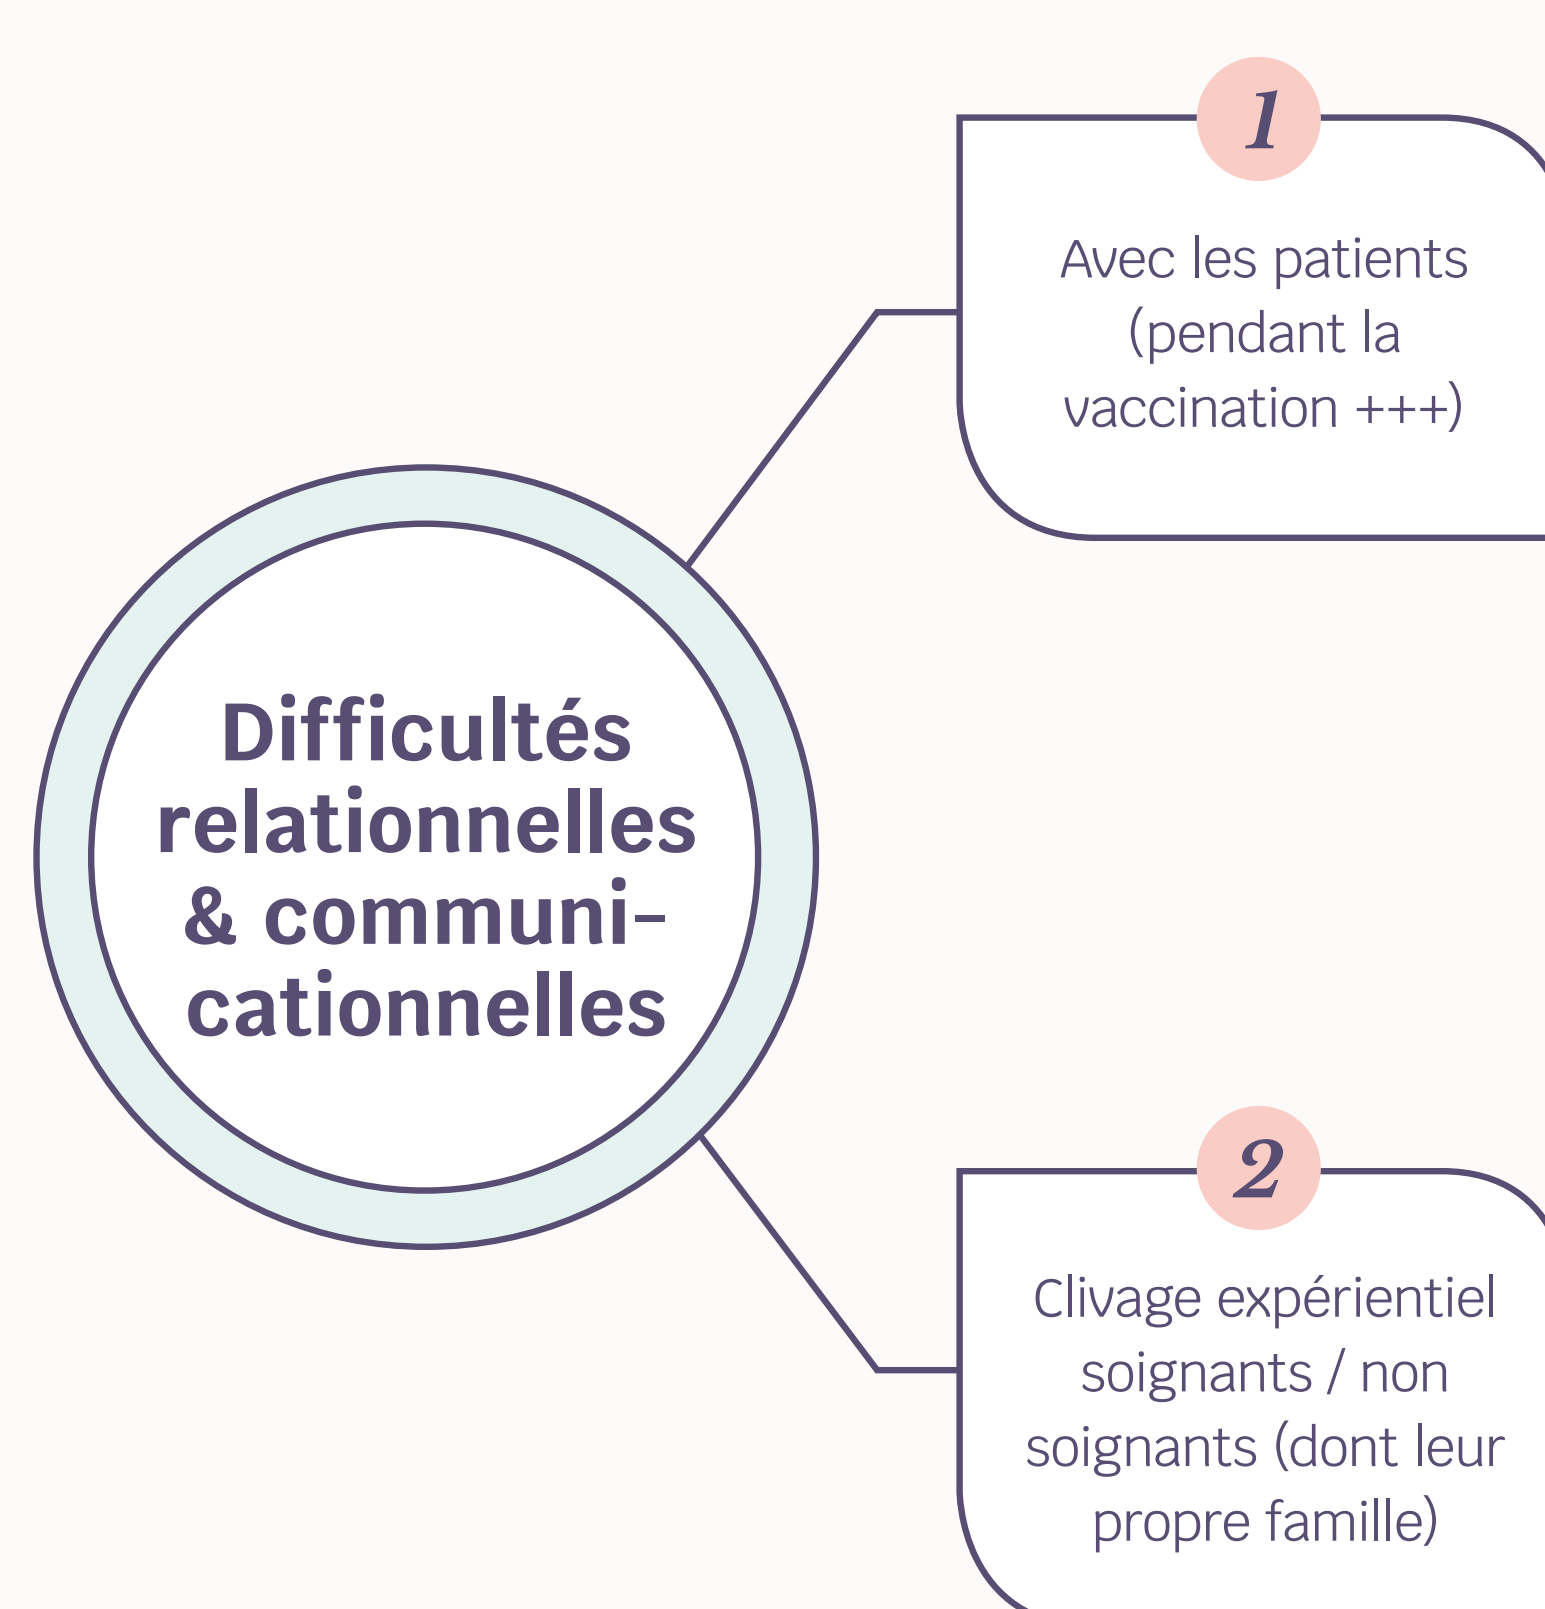 Difficultés
relationnelles
& communi-
cationnelles
1
Avec les patients
(pendant la
vaccination +++)
2
Clivage expérientiel
soignants / non
soignants (dont leur
propre famille)